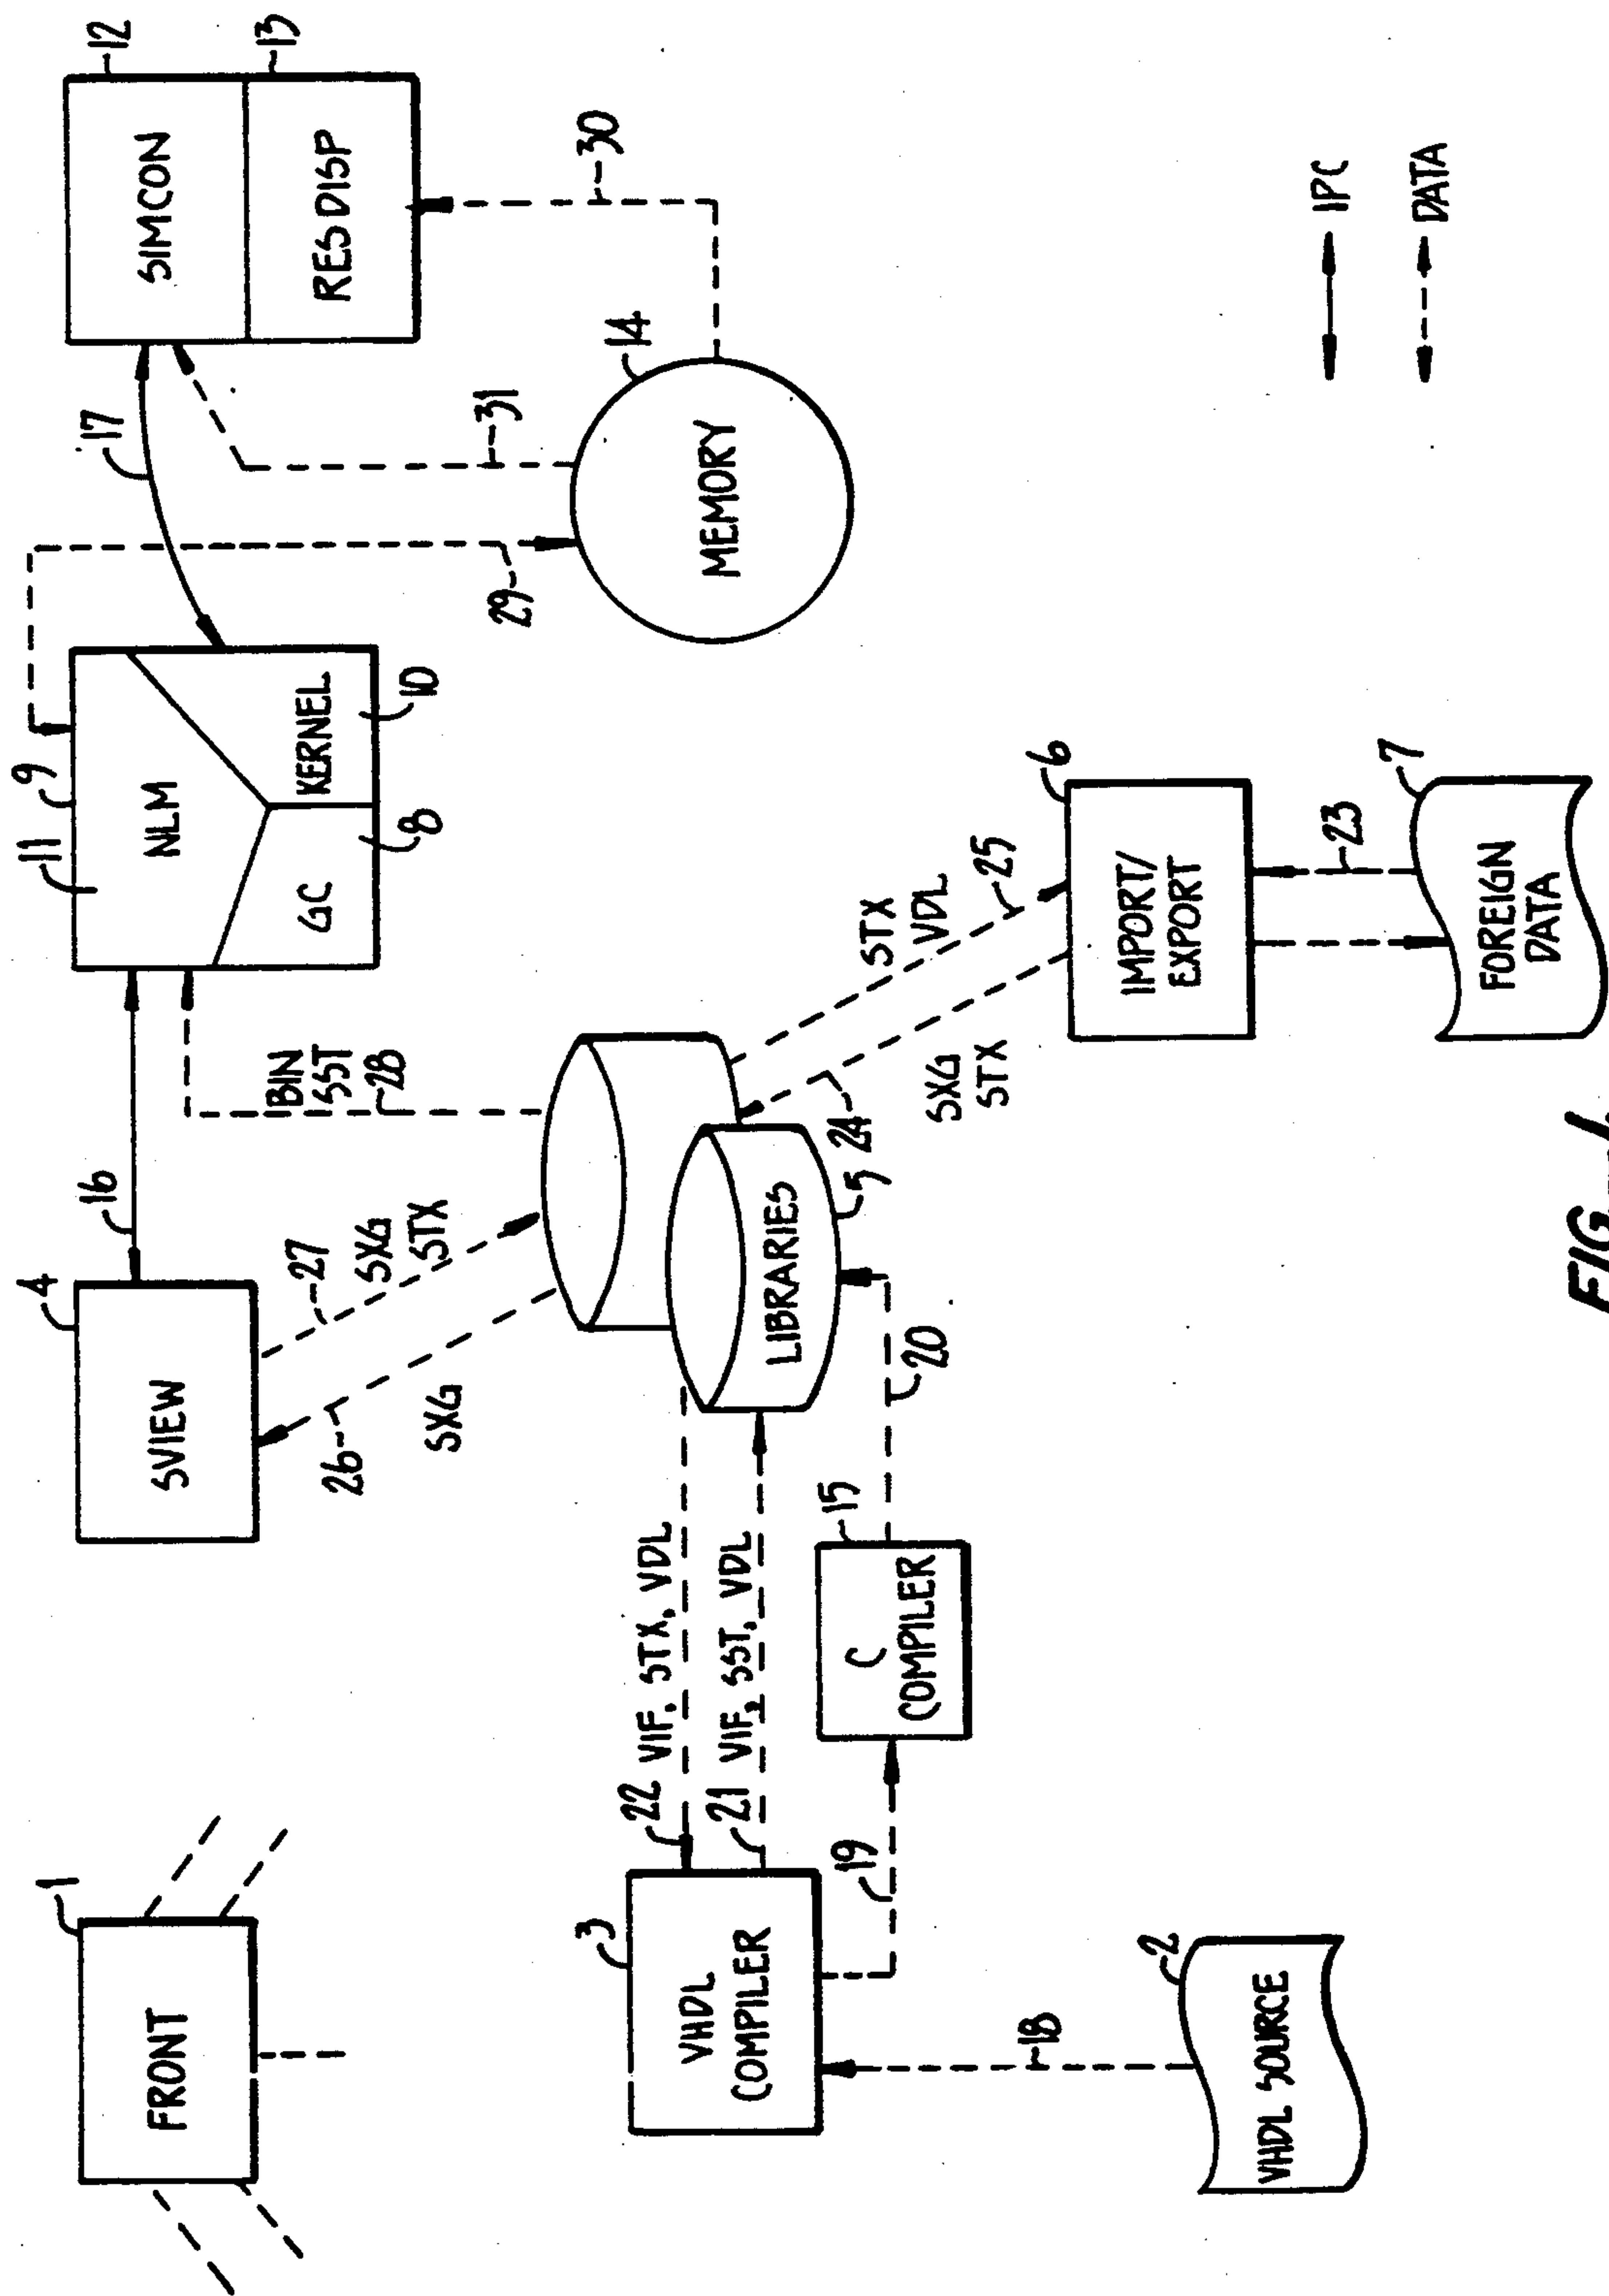 1
FRONT
4
SVIEW
16
11
9
NLM
GC
KERNEL
8
10
17
12
SIMCON
13
RES DISP
26
27
SXG
STX
SXG
BIN
SST
28
29
31
30
14
MEMORY
3
VHDL
COMPILER
22 VIF, STX, VDL
21 VIF, SST, VDL
LIBRARIES
5
24
STX
VDL
25
SXG
STX
19
15
C
COMPILER
20
6
IMPORT/
EXPORT
IPC
DATA
18
2
VHDL SOURCE
23
7
FOREIGN
DATA
FIG. 1